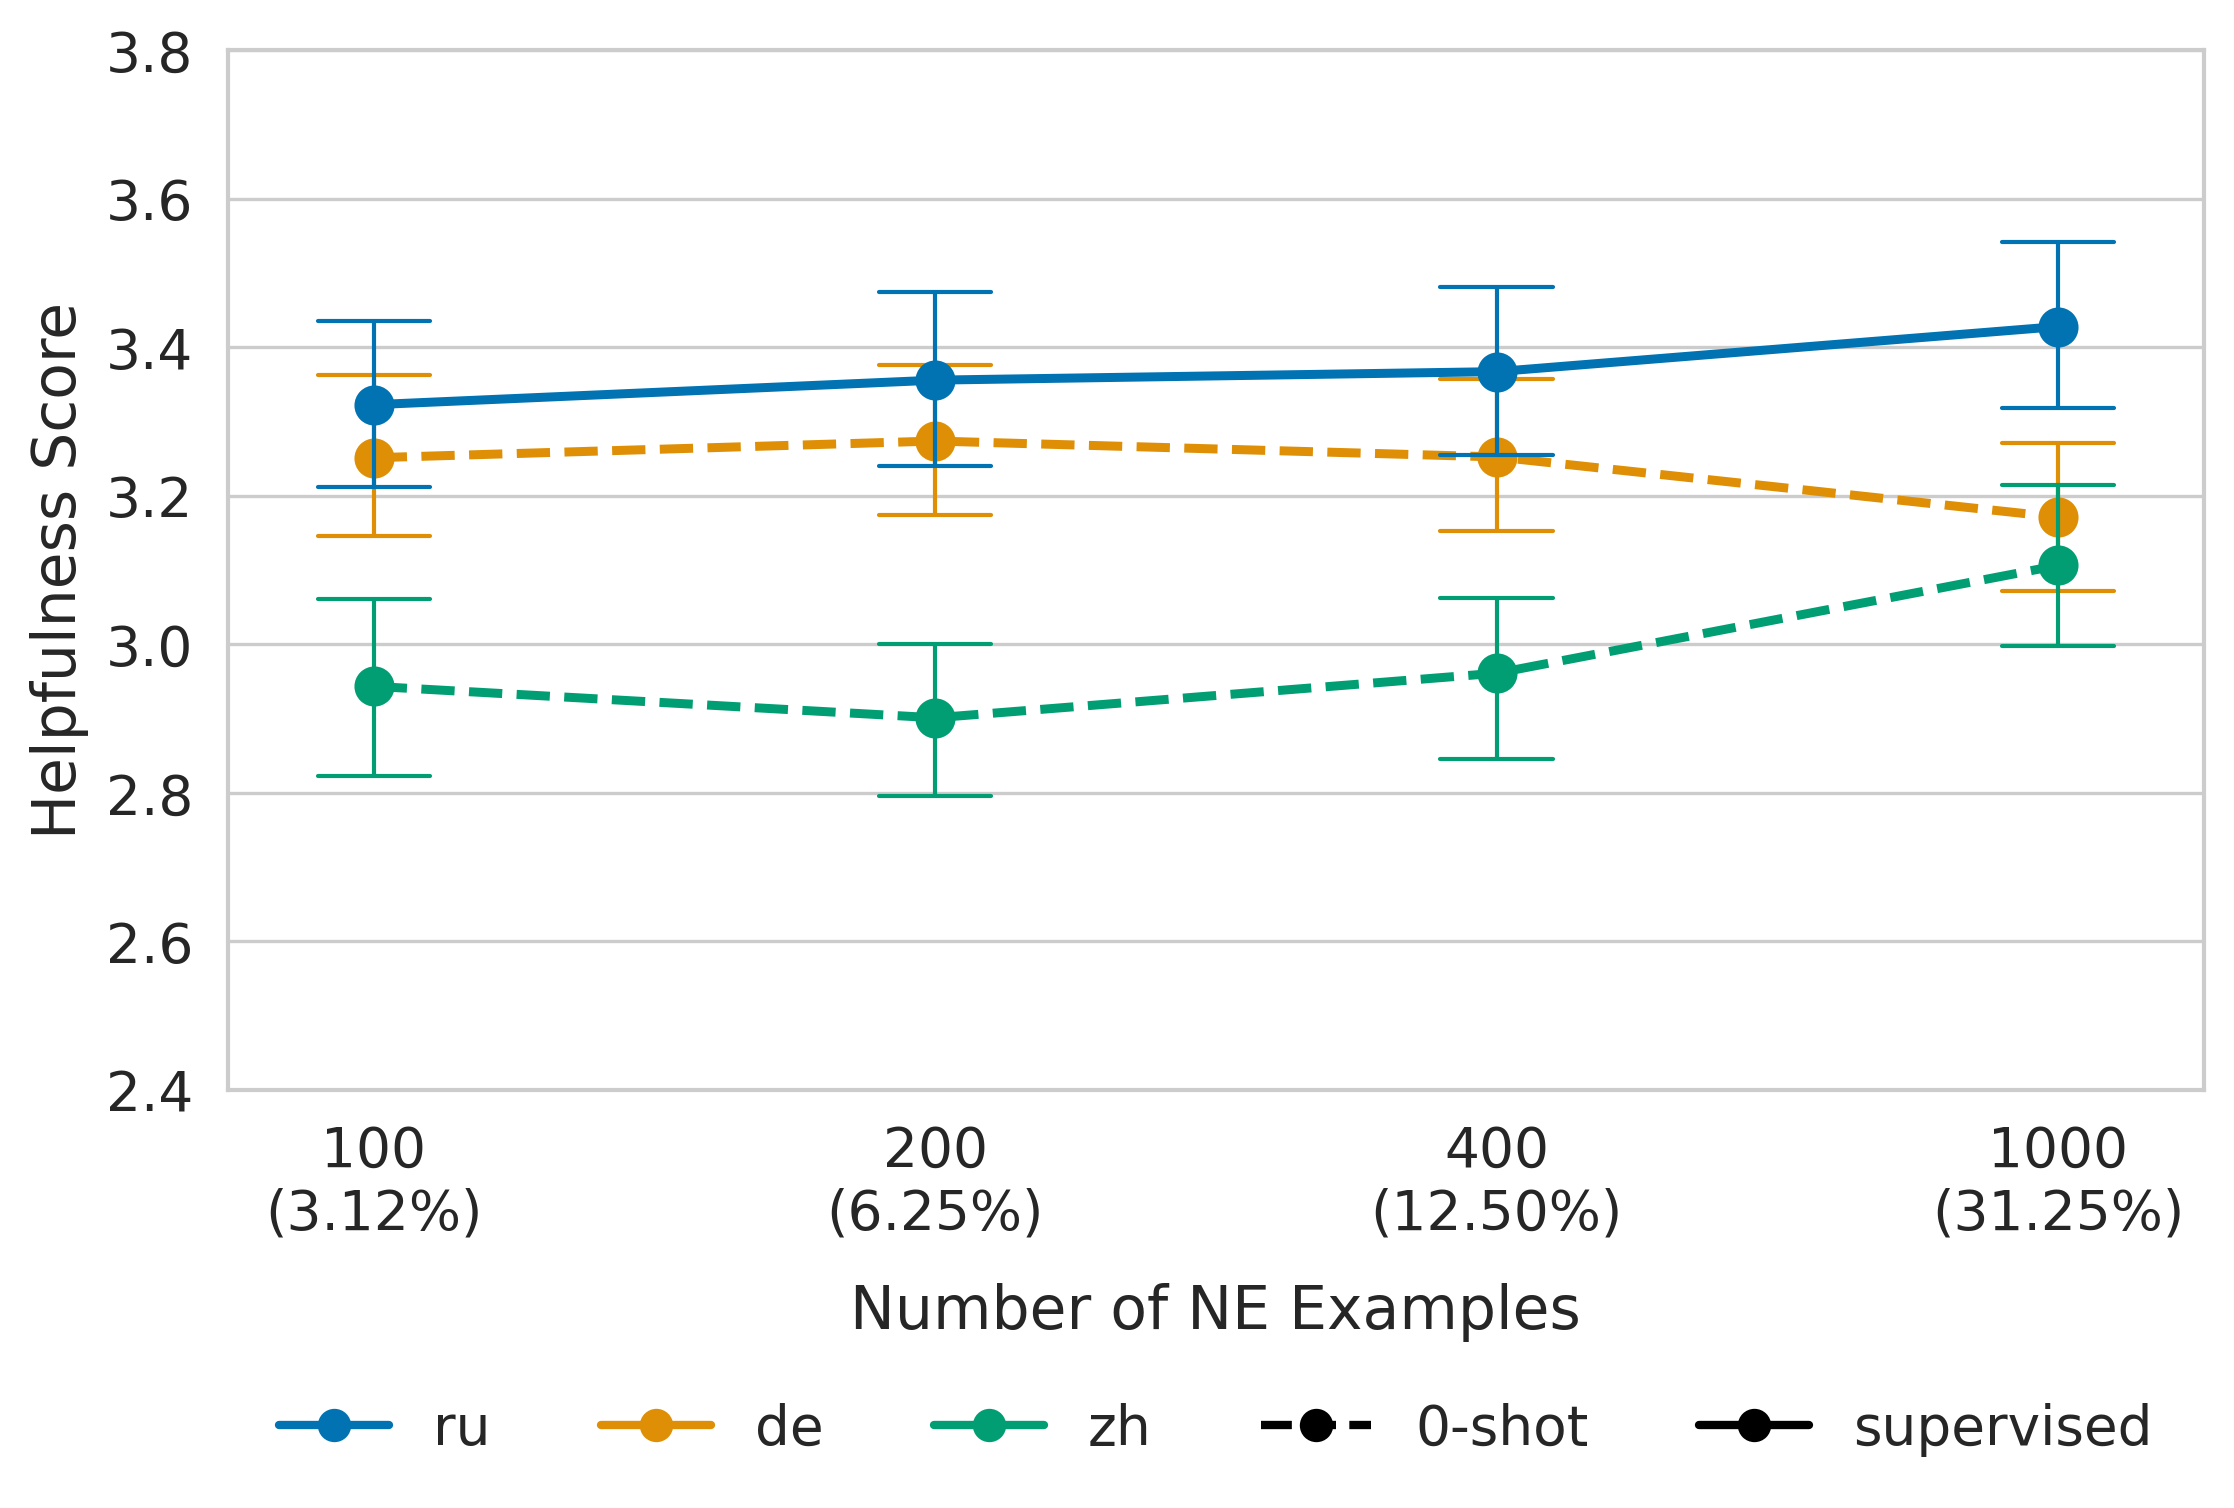 3.8
3.6
3.4
3.2
3.0
2.8
2.6
2.4
Helpfulness Score
100 200 400 1000
(3.12%) (6.25%) (12.50%) (31.25%)
Number of NE Examples
ru de zh 0-shot supervised